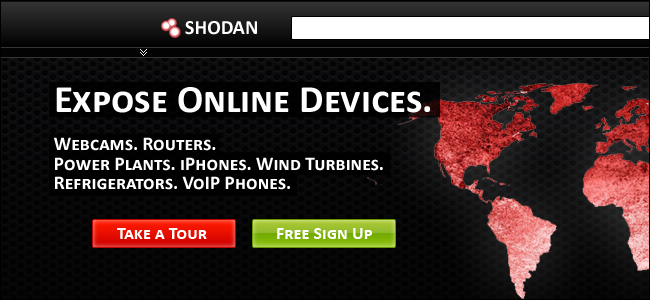 SHODAN
Expose Online Devices.
Webcams. Routers.
Power Plants. iPhones. Wind Turbines.
Refrigerators. VoIP Phones.
Take a Tour
Free Sign Up